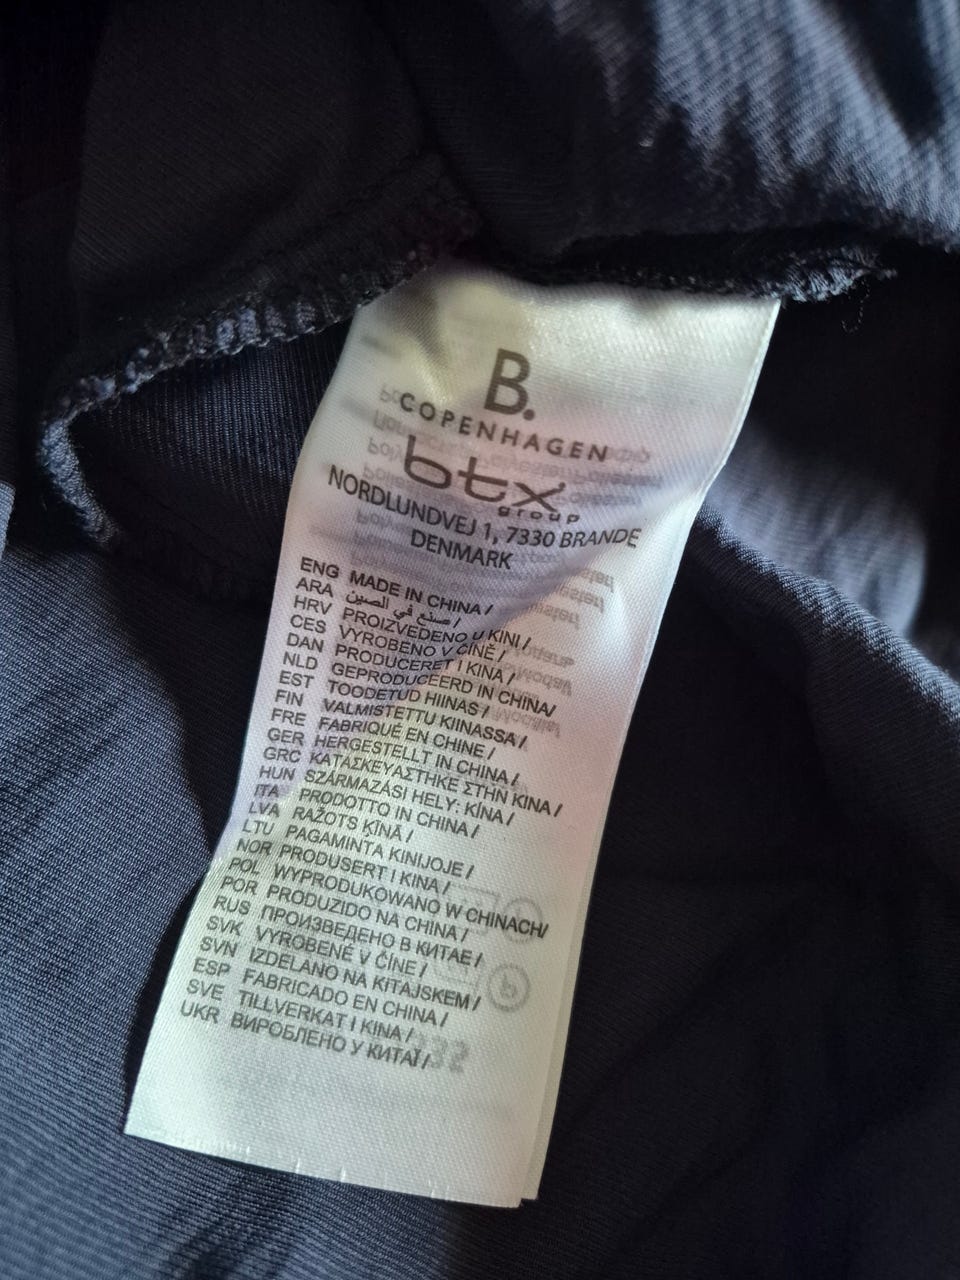 B.
COPENHAGEN
btx
group
NORDLUNDVEJ 1, 7330 BRANDE
DENMARK
ENG MADE IN CHINA /
ARA صنع في الصين /
HRV PROIZVEDENO U KINI /
CES VYROBENO V ČÍNĚ /
DAN PRODUCERET I KINA /
NLD GEPRODUCEERD IN CHINA/
EST TOODETUD HIINAS /
FIN VALMISTETTU KIINASSA /
FRE FABRIQUÉ EN CHINE /
GER HERGESTELLT IN CHINA /
GRC ΚΑΤΑΣΚΕΥΑΣΤΗΚΕ ΣΤΗΝ ΚΙΝΑ /
HUN SZÁRMAZÁSI HELY: KÍNA /
ITA PRODOTTO IN CHINA /
LVA RAŽOTS ĶĪNĀ /
LTU PAGAMINTA KINIJOJE /
NOR PRODUSERT I KINA /
POL WYPRODUKOWANO W CHINACH/
POR PRODUZIDO NA CHINA /
RUS ПРОИЗВЕДЕНО В КИТАЕ /
SVK VYROBENÉ V ČÍNE /
SVN IZDELANO NA KITAJSKEM /
ESP FABRICADO EN CHINA /
SVE TILLVERKAT I KINA /
UKR ВИРОБЛЕНО У КИТАЇ /